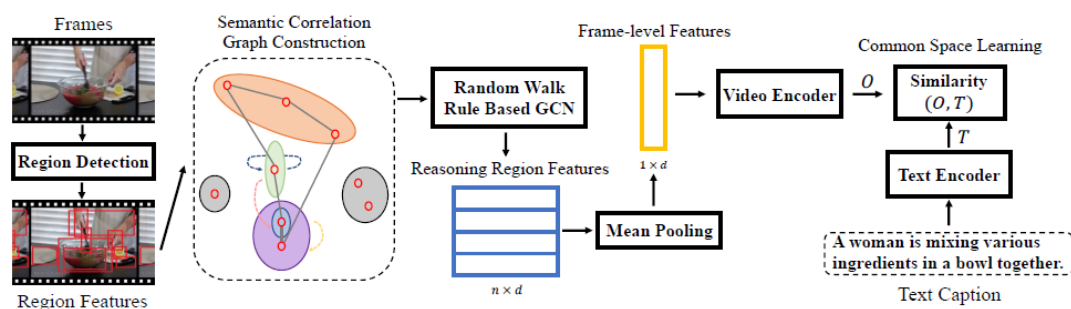 Frames
Region Detection
Region Features
Semantic Correlation
Graph Construction
Random Walk
Rule Based GCN
Reasoning Region Features
n × d
Mean Pooling
Frame-level Features
1 × d
Video Encoder
O
Common Space Learning
Similarity
(O, T)
T
Text Encoder
A woman is mixing various
ingredients in a bowl together.
Text Caption